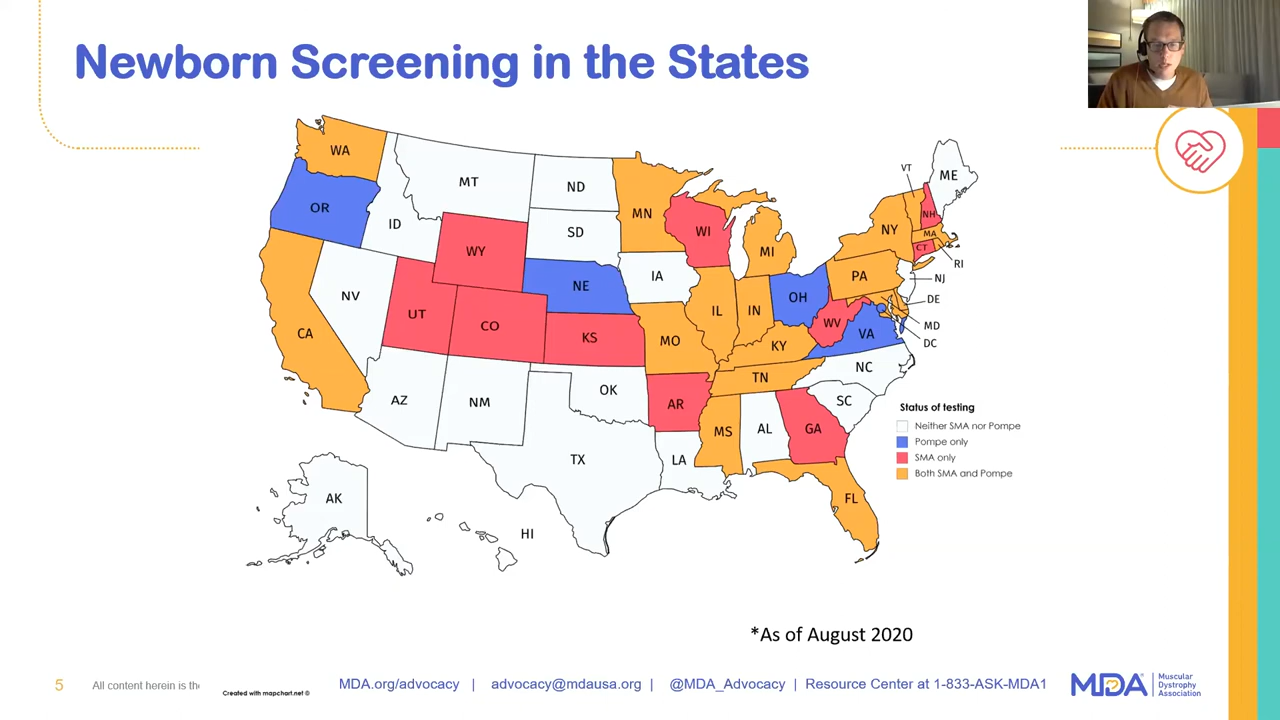 Newborn Screening in the States
WA
OR
CA
ID
NV
MT
WY
UT
AZ
CO
NM
ND
SD
NE
KS
OK
TX
MN
IA
MO
AR
LA
WI
IL
MS
MI
IN
KY
TN
AL
OH
WV
VA
NC
SC
GA
FL
PA
NY
VT
NH
ME
MA
CT
RI
NJ
DE
MD
DC
AK
HI
Status of testing
Neither SMA nor Pompe
Pompe only
SMA only
Both SMA and Pompe
*As of August 2020
5
All content herein is the
Created with mapchart.net ©
MDA.org/advocacy | advocacy@mdausa.org | @MDA_Advocacy | Resource Center at 1-833-ASK-MDA1
MDA
Muscular
Dystrophy
Association